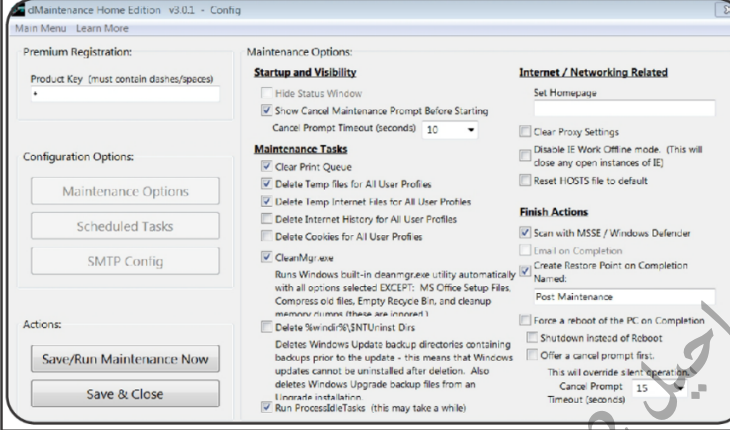 dMaintenance Home Edition v3.0.1 - Config
Main Menu Learn More
Premium Registration:
Product Key (must contain dashes/spaces)
Configuration Options:
Maintenance Options
Scheduled Tasks
SMTP Config
Actions:
Save/Run Maintenance Now
Save & Close
Maintenance Options:
Startup and Visibility
Hide Status Window
Show Cancel Maintenance Prompt Before Starting
Cancel Prompt Timeout (seconds) 10
Maintenance Tasks
Clear Print Queue
Delete Temp files for All User Profiles
Delete Temp Internet Files for All User Profiles
Delete Internet History for All User Profiles
Delete Cookies for All User Profiles
CleanMgr.exe
Runs Windows built-in cleanmgr.exe utility automatically
with all options selected EXCEPT: MS Office Setup Files,
Compress old files, Empty Recycle Bin, and cleanup
memory dumps (these are ignored)
Delete %windir%\$NTUninst Dirs
Deletes Windows Update backup directories containing
backups prior to the update - this means that Windows
updates cannot be uninstalled after deletion. Also
deletes Windows Upgrade backup files from an
Upgrade installation.
Run ProcessIdleTasks (this may take a while)
Internet / Networking Related
Set Homepage
Clear Proxy Settings
Disable IE Work Offline mode. (This will
close any open instances of IE)
Reset HOSTS file to default
Finish Actions
Scan with MSSE / Windows Defender
Email on Completion
Create Restore Point on Completion
Named:
Post Maintenance
Force a reboot of the PC on Completion
Shutdown instead of Reboot
Offer a cancel prompt first.
This will override silent operation.
Cancel Prompt 15
Timeout (seconds)